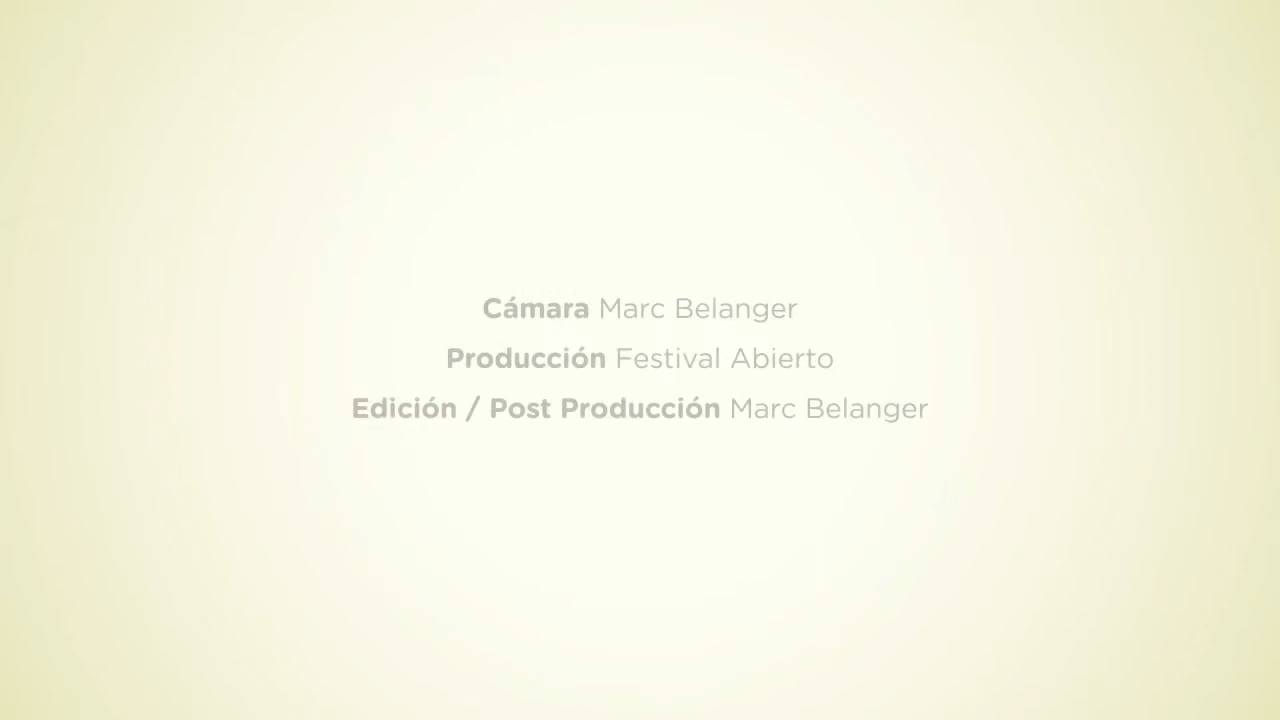 Cámara Marc Belanger
Producción Festival Abierto
Edición / Post Producción Marc Belanger